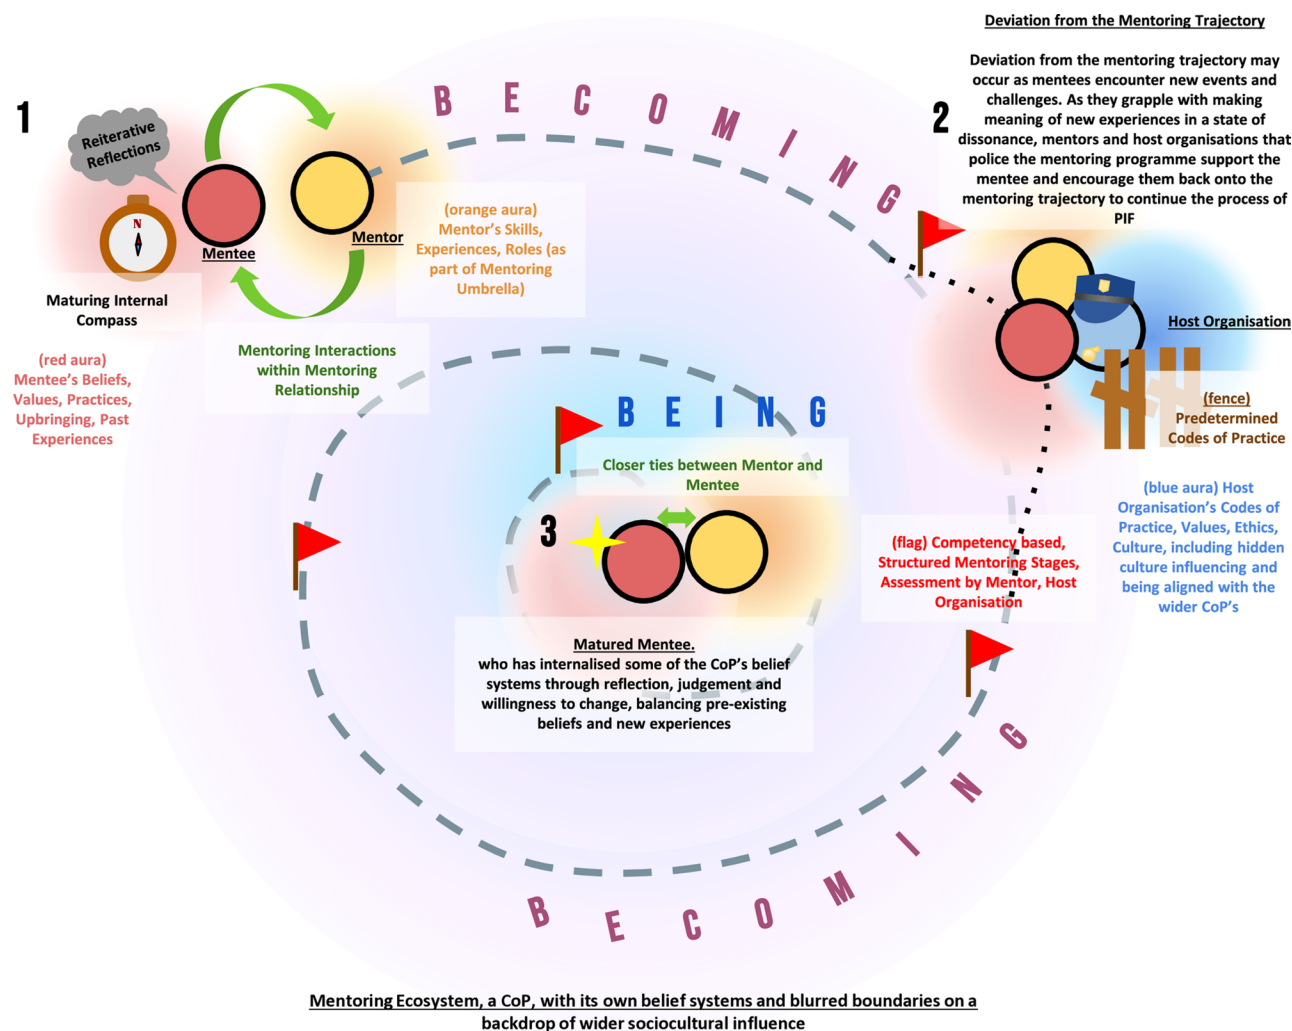 Deviation from the Mentoring Trajectory
2
Deviation from the mentoring trajectory may
occur as mentees encounter new events and
challenges. As they grapple with making
meaning of new experiences in a state of
dissonance, mentors and host organisations that
police the mentoring programme support the
mentee and encourage them back onto the
mentoring trajectory to continue the process of
PIF
BECOMING
1
Reiterative
Reflections
N
Mentee
Mentor
(orange aura)
Mentor's Skills,
Experiences, Roles (as
part of Mentoring
Umbrella)
Maturing Internal
Compass
(red aura)
Mentee's Beliefs,
Values, Practices,
Upbringing, Past
Experiences
Mentoring Interactions
within Mentoring
Relationship
Host Organisation
(fence)
Predetermined
Codes of Practice
(blue aura) Host
Organisation's Codes of
Practice, Values, Ethics,
Culture, including hidden
culture influencing and
being aligned with the
wider CoP's
BEING
Closer ties between Mentor and
Mentee
3
(flag) Competency based,
Structured Mentoring Stages,
Assessment by Mentor, Host
Organisation
Matured Mentee.
who has internalised some of the CoP's belief
systems through reflection, judgement and
willingness to change, balancing pre-existing
beliefs and new experiences
BECOMING
Mentoring Ecosystem, a CoP, with its own belief systems and blurred boundaries on a
backdrop of wider sociocultural influence